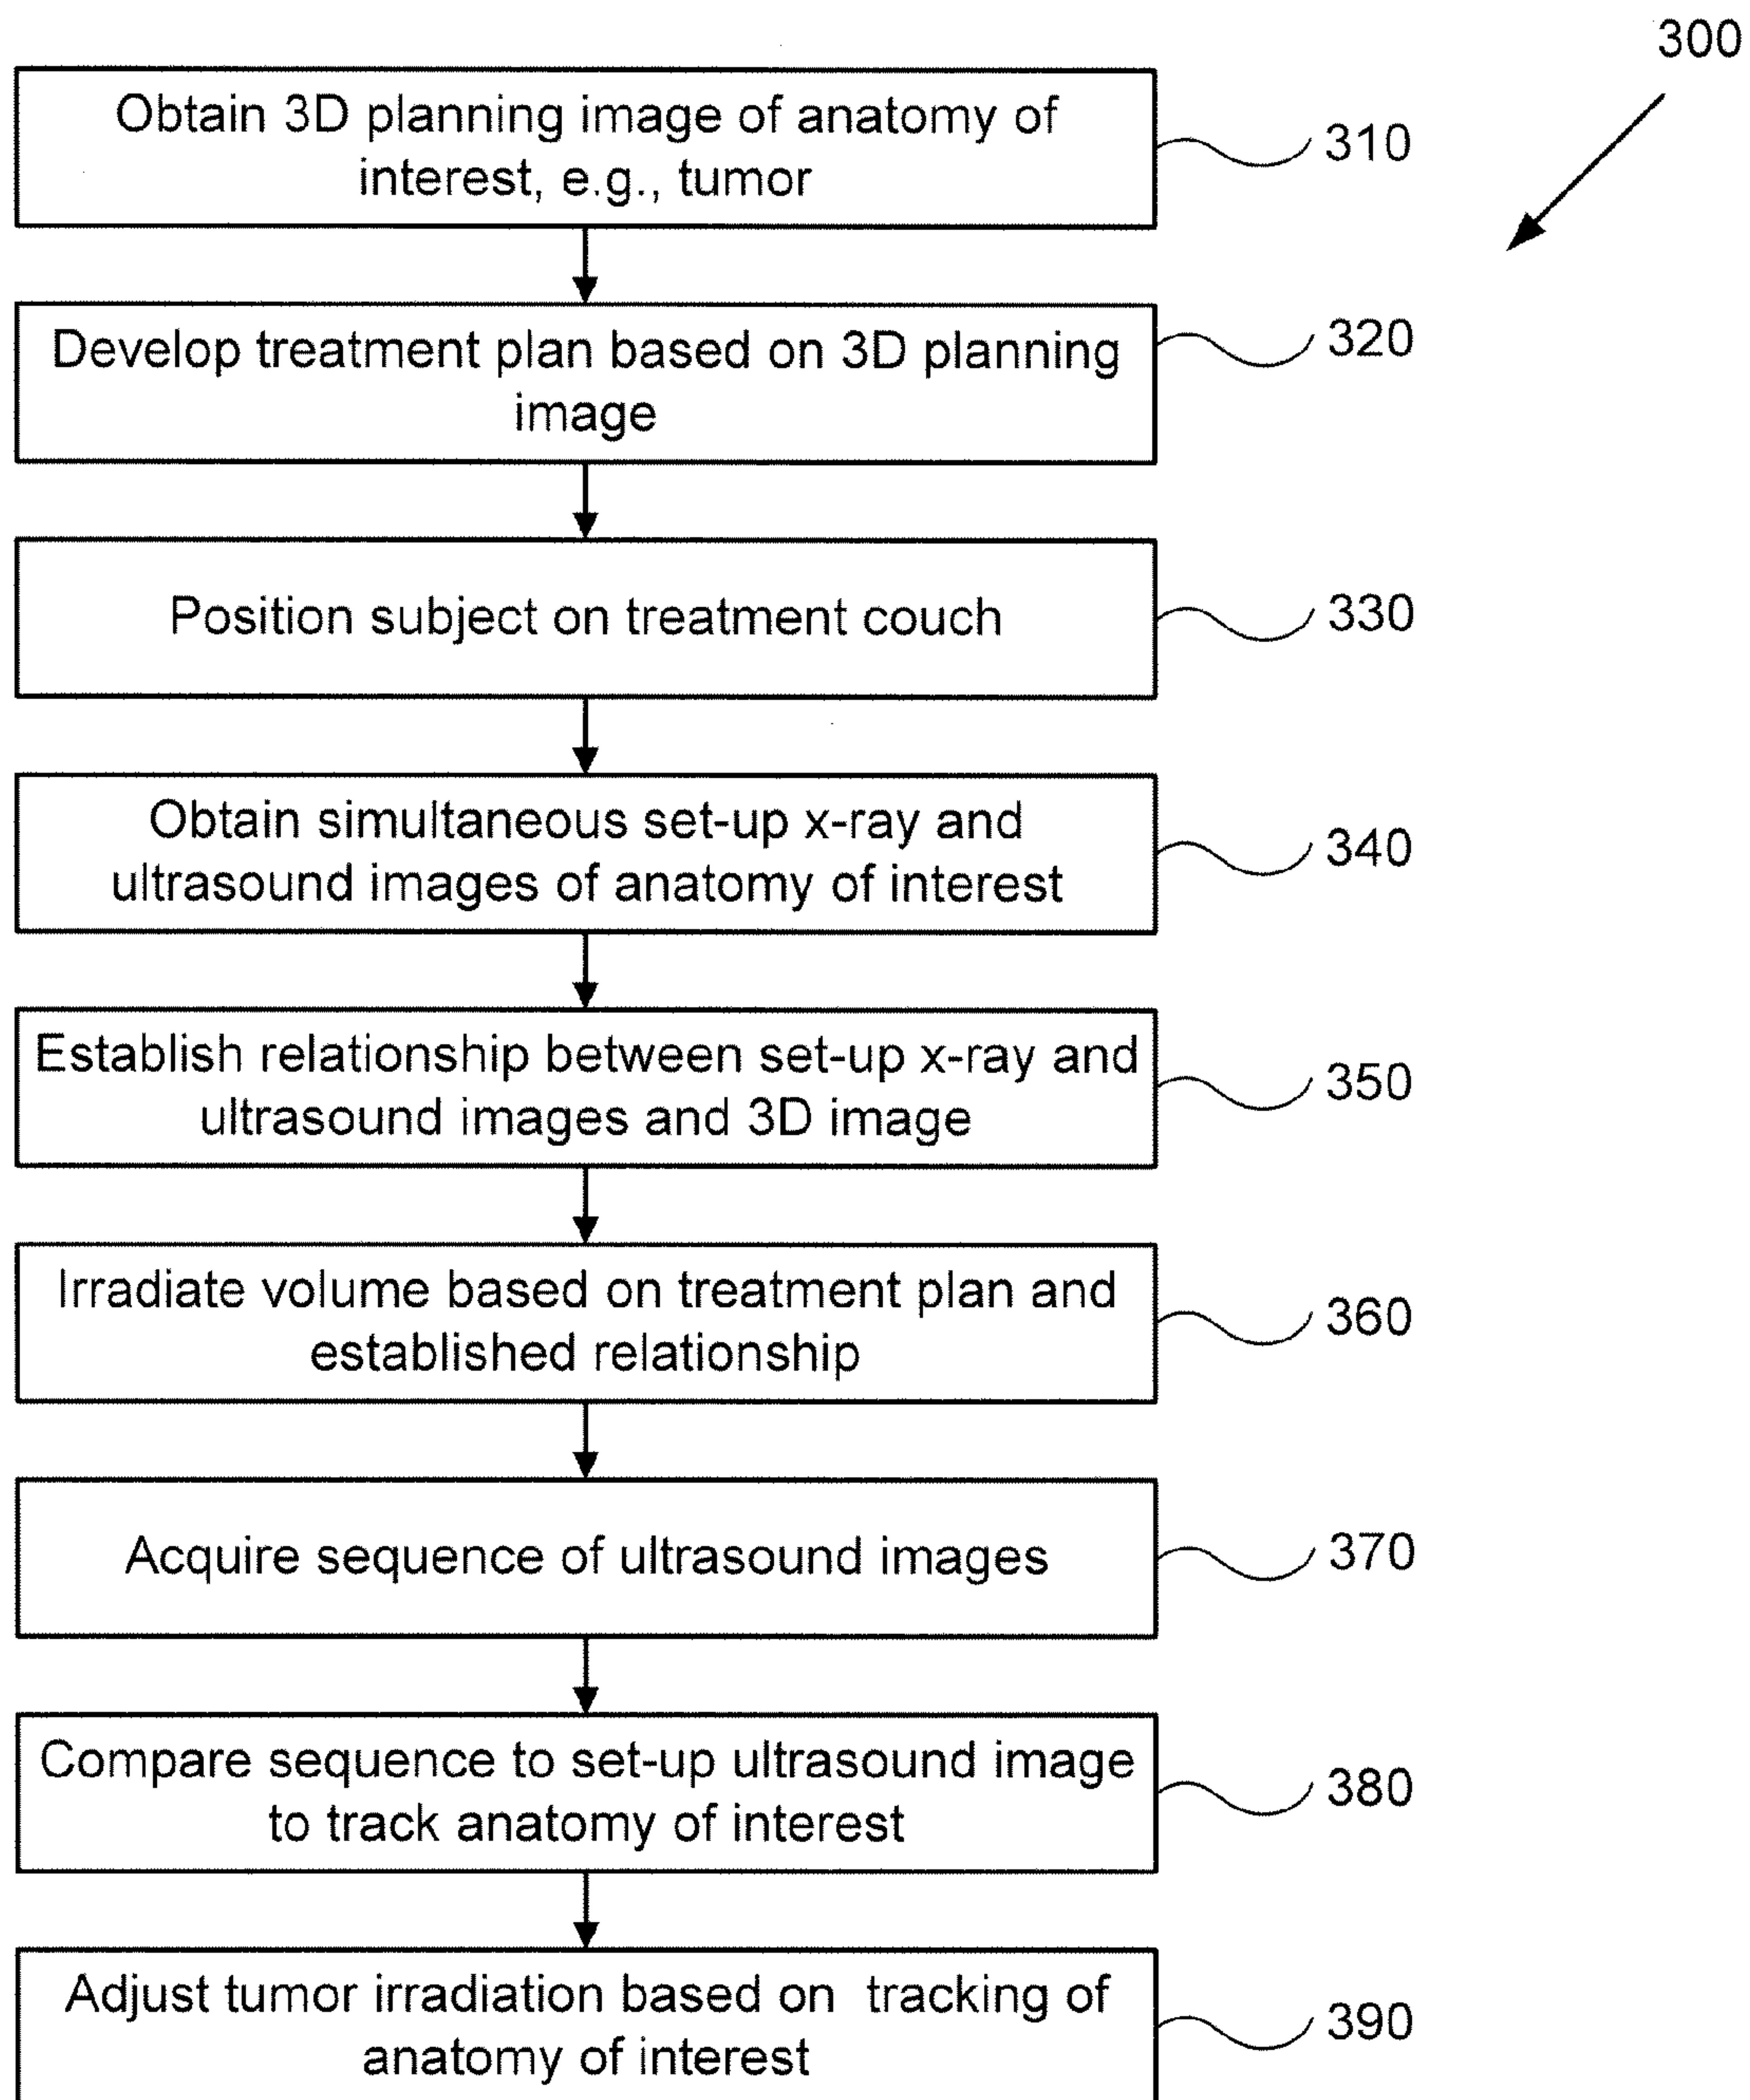 300
Obtain 3D planning image of anatomy of
interest, e.g., tumor
310
Develop treatment plan based on 3D planning
image
320
Position subject on treatment couch
330
Obtain simultaneous set-up x-ray and
ultrasound images of anatomy of interest
340
Establish relationship between set-up x-ray and
ultrasound images and 3D image
350
Irradiate volume based on treatment plan and
established relationship
360
Acquire sequence of ultrasound images
370
Compare sequence to set-up ultrasound image
to track anatomy of interest
380
Adjust tumor irradiation based on tracking of
anatomy of interest
390